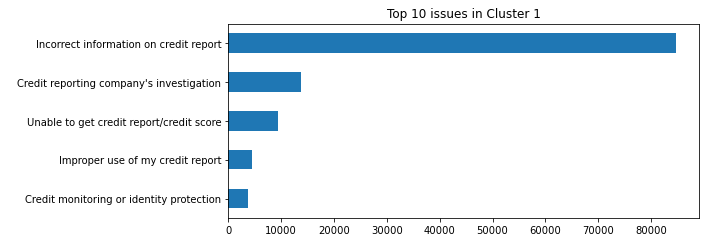 Top 10 issues in Cluster 1
Incorrect information on credit report
Credit reporting company's investigation
Unable to get credit report/credit score
Improper use of my credit report
Credit monitoring or identity protection
0 10000 20000 30000 40000 50000 60000 70000 80000